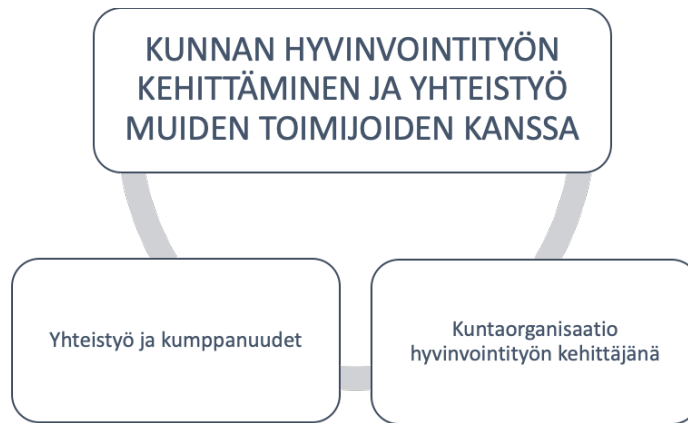 KUNNAN HYVINVOINTITYÖN
KEHITTÄMINEN JA YHTEISTYÖ
MUIDEN TOIMIJOIDEN KANSSA
Yhteistyö ja kumppanuudet
Kuntaorganisaatio
hyvinvointityön kehittäjänä